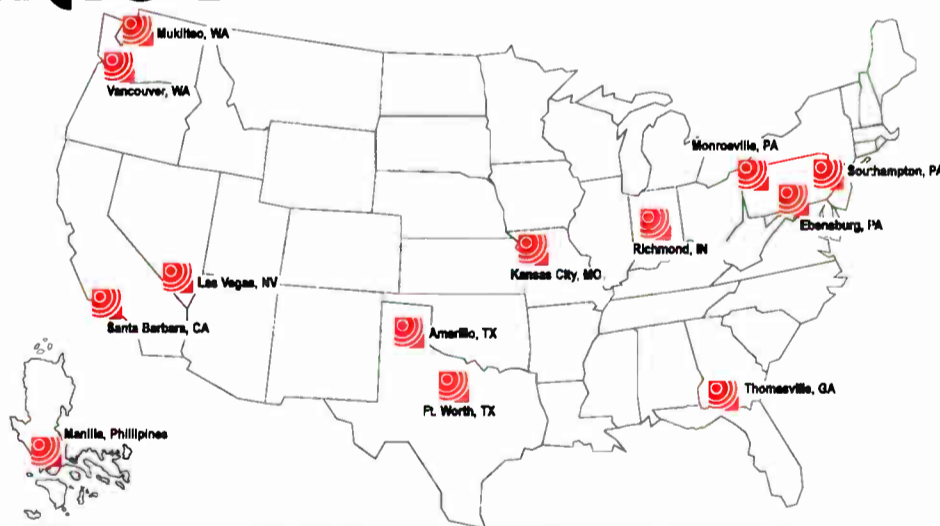 Mukilteo, WA
Vancouver, WA
Monroeville, PA
Southampton, PA
Ebensburg, PA
Richmond, IN
Kansas City, MO
Las Vegas, NV
Santa Barbara, CA
Amarillo, TX
Ft. Worth, TX
Thomasville, GA
Manilla, Phillipines